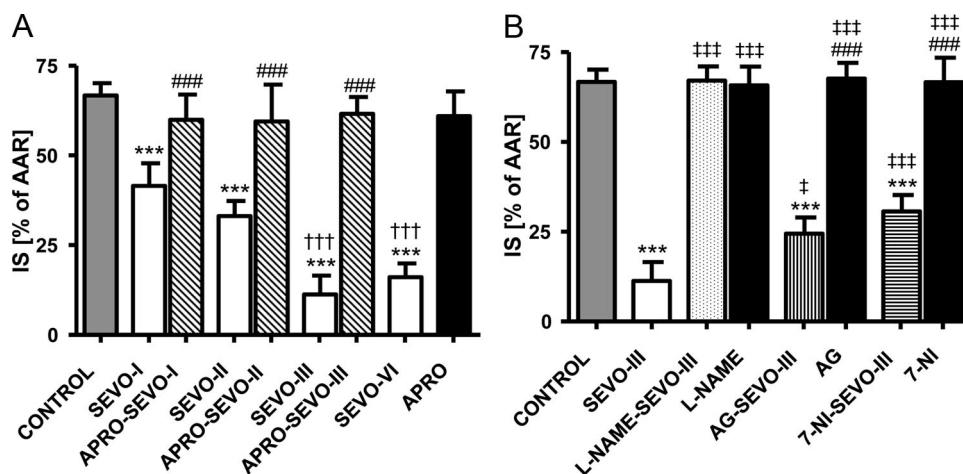 A
IS [% of AAR]
75
50
25
0
***
###
***
###
†††
***
###
†††
***
CONTROL
SEVO-I
APRO-SEVO-I
SEVO-II
APRO-SEVO-II
SEVO-III
APRO-SEVO-III
SEVO-VI
APRO
B
IS [% of AAR]
75
50
25
0
***
‡‡‡
‡‡‡
‡
***
‡‡‡
###
‡‡‡
***
‡‡‡
###
CONTROL
SEVO-III
L-NAME-SEVO-III
L-NAME
AG-SEVO-III
AG
7-NI-SEVO-III
7-NI